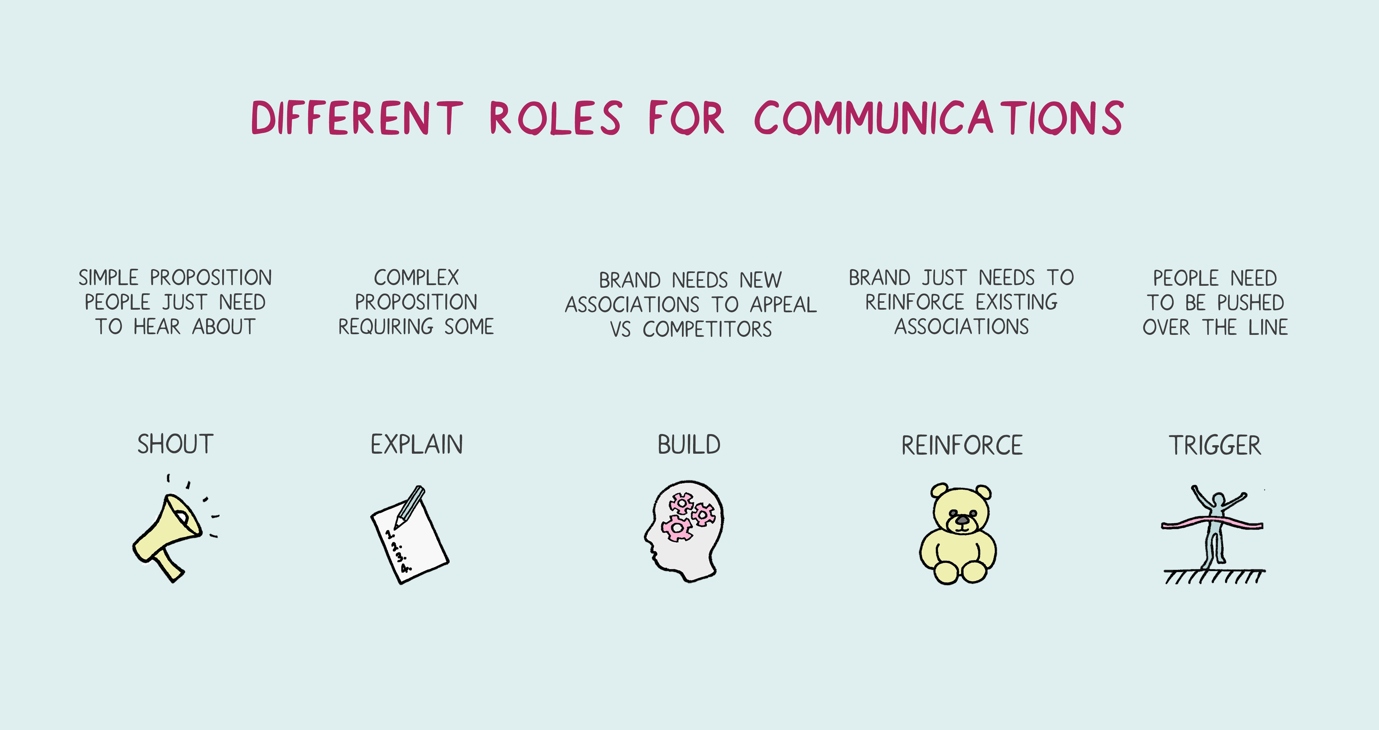 DIFFERENT ROLES FOR COMMUNICATIONS
SIMPLE PROPOSITION
PEOPLE JUST NEED
TO HEAR ABOUT
COMPLEX
PROPOSITION
REQUIRING SOME
BRAND NEEDS NEW
ASSOCIATIONS TO APPEAL
VS COMPETITORS
BRAND JUST NEEDS TO
REINFORCE EXISTING
ASSOCIATIONS
PEOPLE NEED
TO BE PUSHED
OVER THE LINE
SHOUT
EXPLAIN
BUILD
REINFORCE
TRIGGER
1.
2.
3.
4.